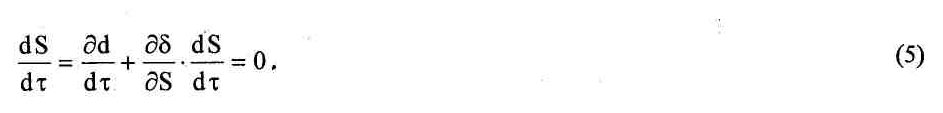 dS/dτ = ∂d/dτ + ∂δ/∂S · dS/dτ = 0. (5)